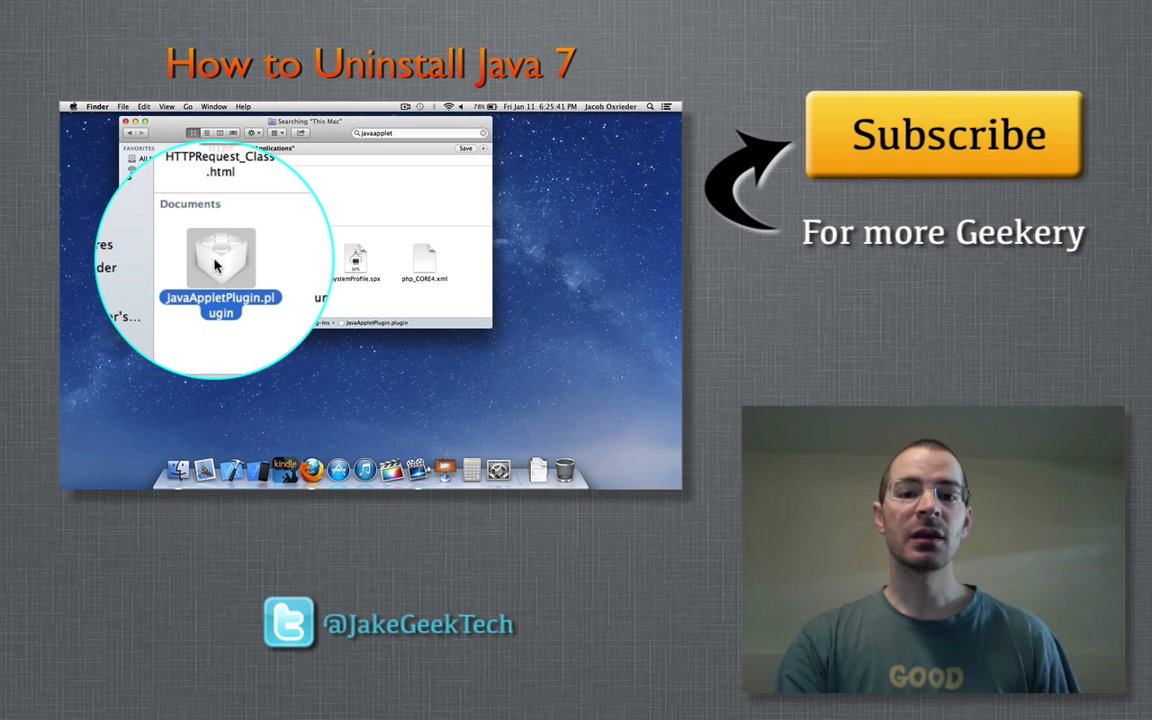 How to Uninstall Java 7
Subscribe
For more Geekery
Finder File Edit View Go Window Help
78% Fri Jan 11 6:25:41 PM Jacob Oxrieder
Searching "This Mac"
javaapplet
FAVORITES
Save
HTTPRequest_Class
.html
Documents
JavaAppletPlugin.pl
ugin
php_CORE4.xml
JavaAppletPlugin.plugin
kindle
@JakeGeekTech
GOOD